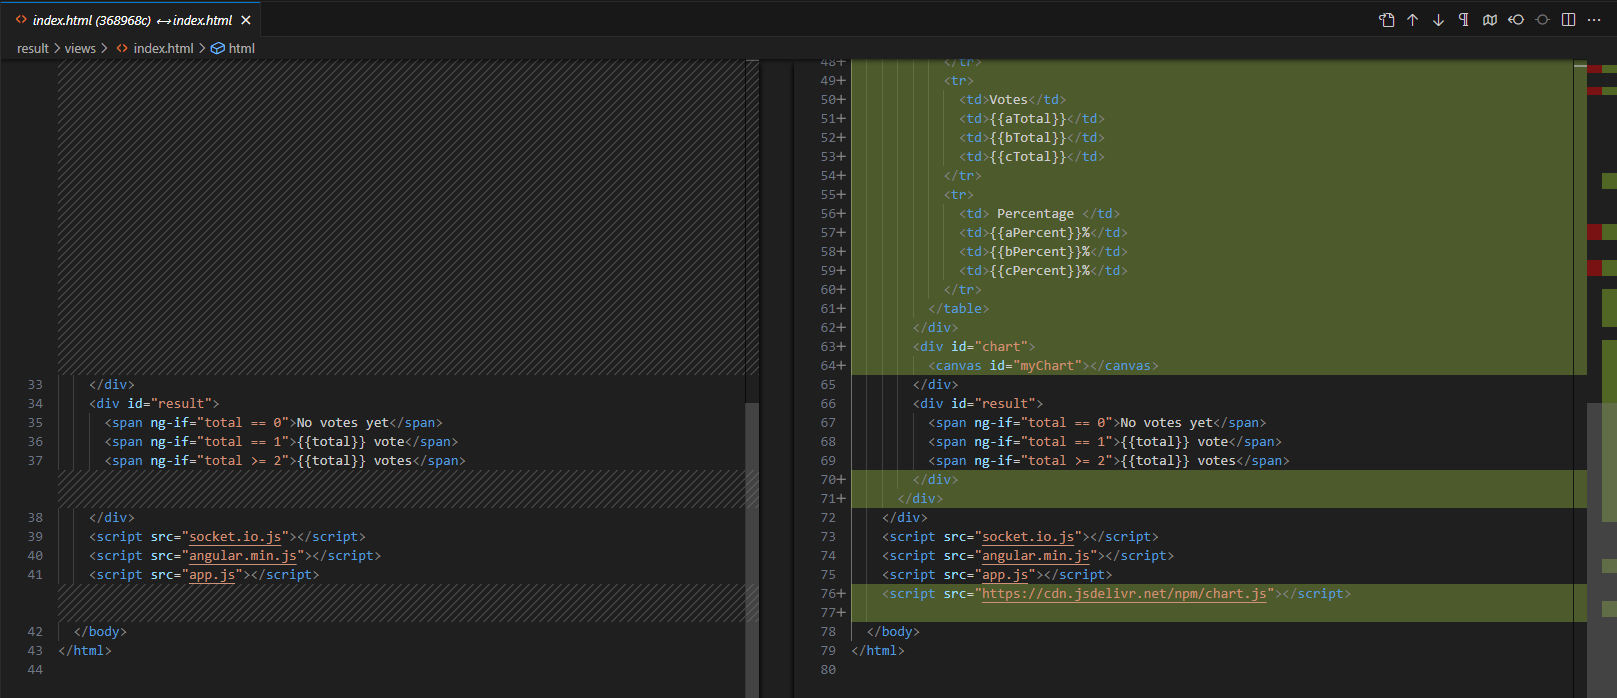 index.html (368968c) ↔ index.html
result > views > index.html > html
33 </div>
34 <div id="result">
35 <span ng-if="total == 0">No votes yet</span>
36 <span ng-if="total == 1">{{total}} vote</span>
37 <span ng-if="total >= 2">{{total}} votes</span>
38 </div>
39 <script src="socket.io.js"></script>
40 <script src="angular.min.js"></script>
41 <script src="app.js"></script>
42 </body>
43 </html>
44
48+ </tr>
49+ <tr>
50+ <td>Votes</td>
51+ <td>{{aTotal}}</td>
52+ <td>{{bTotal}}</td>
53+ <td>{{cTotal}}</td>
54+ </tr>
55+ <tr>
56+ <td> Percentage </td>
57+ <td>{{aPercent}}%</td>
58+ <td>{{bPercent}}%</td>
59+ <td>{{cPercent}}%</td>
60+ </tr>
61+ </table>
62+ </div>
63+ <div id="chart">
64+ <canvas id="myChart"></canvas>
65 </div>
66 <div id="result">
67 <span ng-if="total == 0">No votes yet</span>
68 <span ng-if="total == 1">{{total}} vote</span>
69 <span ng-if="total >= 2">{{total}} votes</span>
70+ </div>
71+ </div>
72 </div>
73 <script src="socket.io.js"></script>
74 <script src="angular.min.js"></script>
75 <script src="app.js"></script>
76+ <script src="https://cdn.jsdelivr.net/npm/chart.js"></script>
77+
78 </body>
79 </html>
80